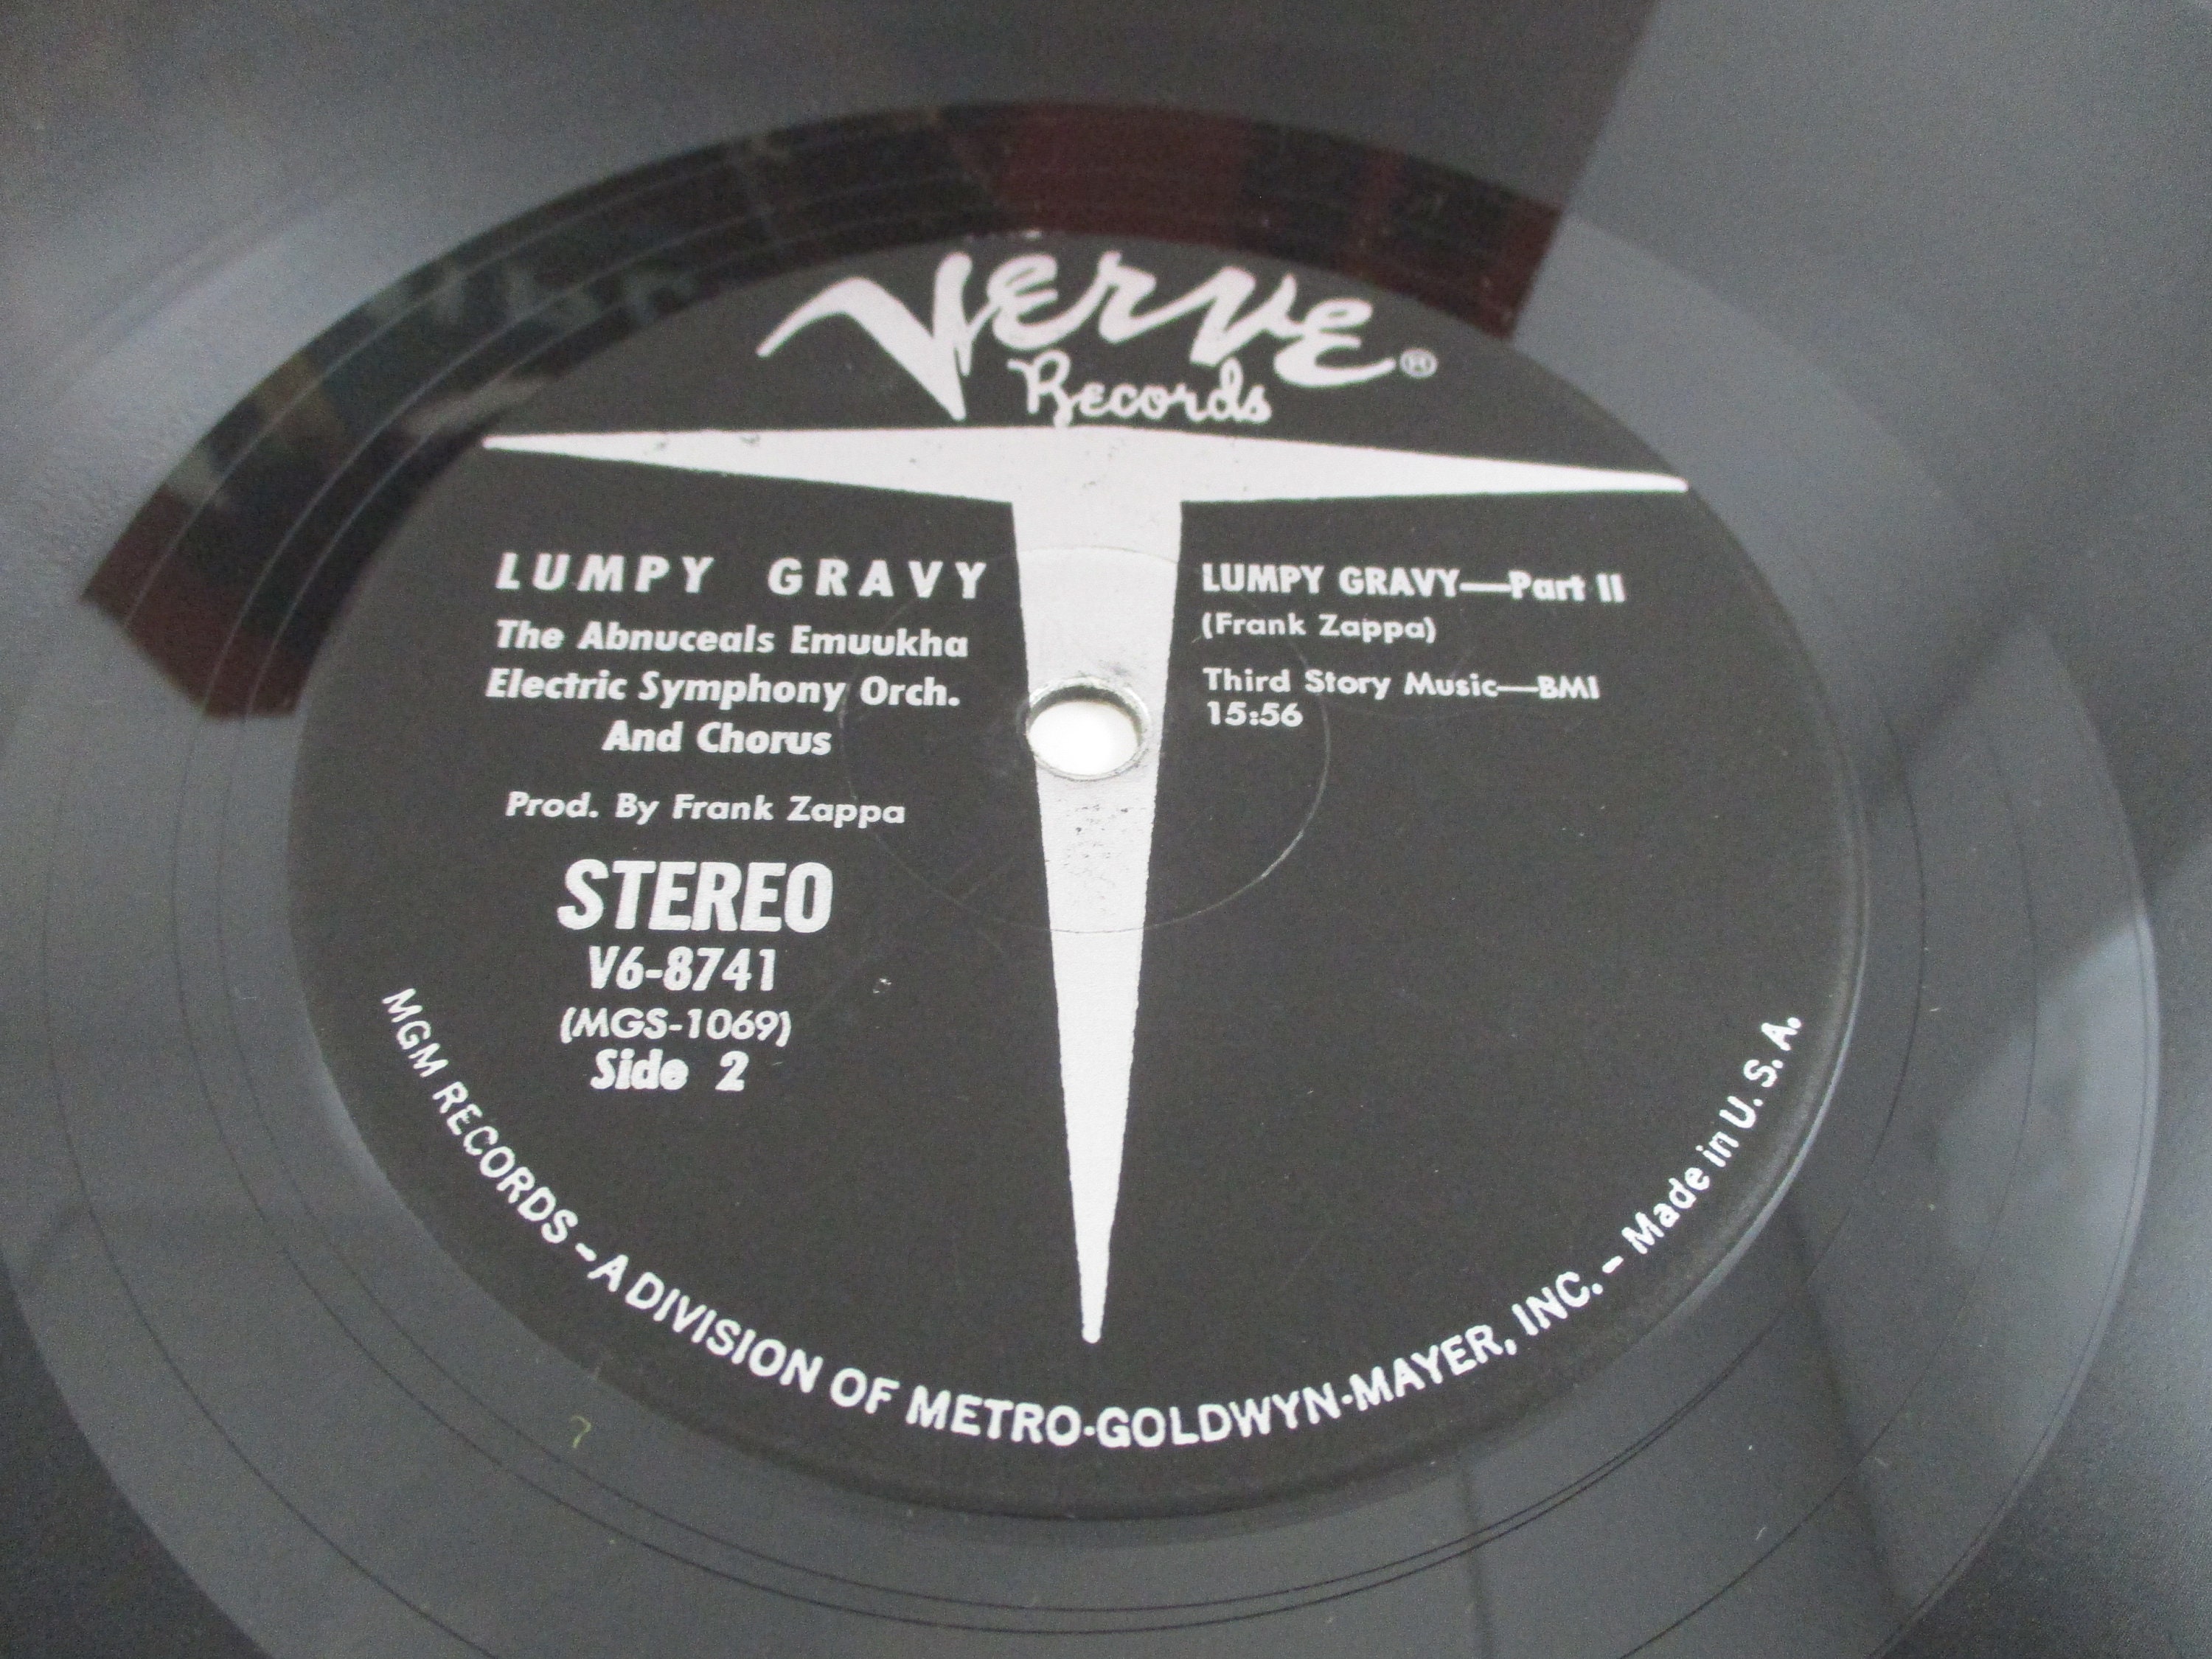 Verve®
Records
LUMPY GRAVY
The Abnuceals Emuukha
Electric Symphony Orch.
And Chorus
Prod. By Frank Zappa
STEREO
V6-8741
(MGS-1069)
Side 2
LUMPY GRAVY—Part II
(Frank Zappa)
Third Story Music—BMI
15:56
MGM RECORDS – A DIVISION OF METRO-GOLDWYN-MAYER, INC. – Made in U. S. A.